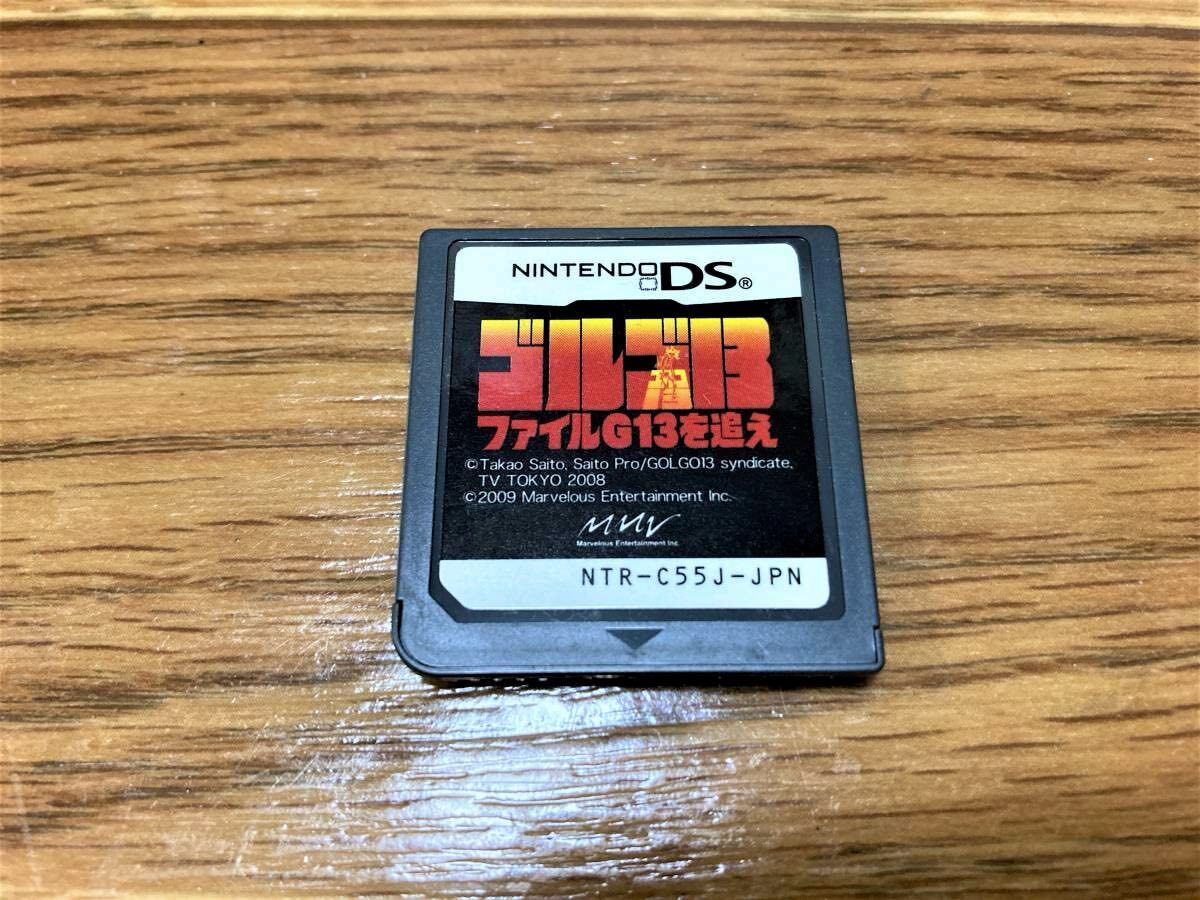 NINTENDO DS®
ゴルゴ13
ファイルG13を追え
©Takao Saito, Saito Pro/GOLGO13 syndicate,
TV TOKYO 2008
©2009 Marvelous Entertainment Inc.
MMV
Marvelous Entertainment Inc.
NTR-C55J-JPN